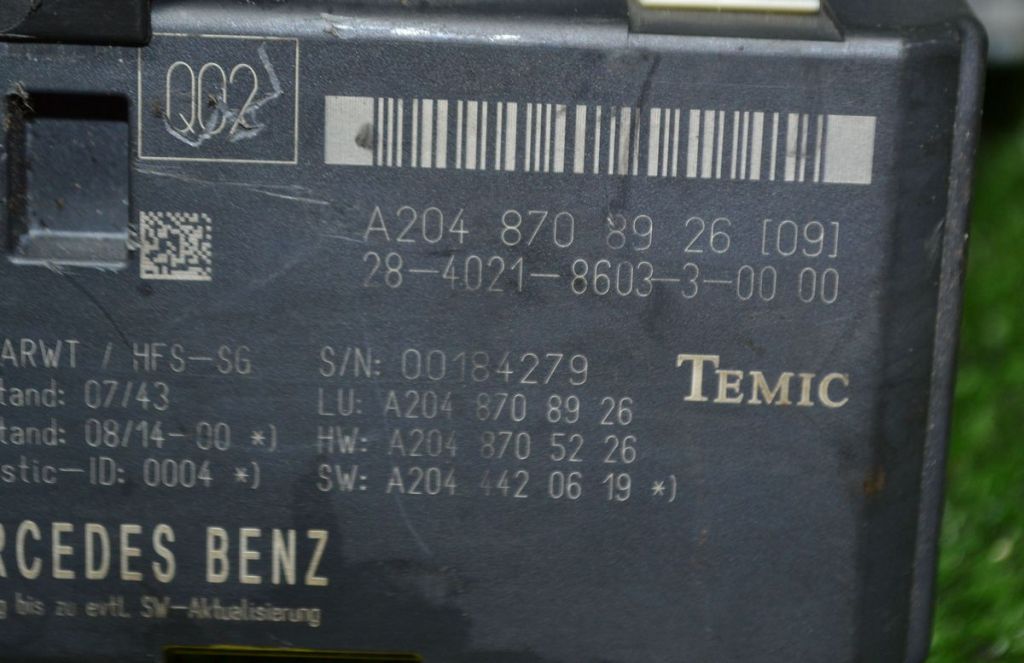 Q02
A204 870 89 26 [09]
28-4021-8603-3-00 00
ARWT / HFS-SG
tand: 07/43
tand: 08/14-00 *)
stic-ID: 0004 *)
S/N: 00184279
LU: A204 870 89 26
HW: A204 870 52 26
SW: A204 442 06 19 *)
TEMIC
RCEDES BENZ
g bis zu evtl. SW-Aktualisierung